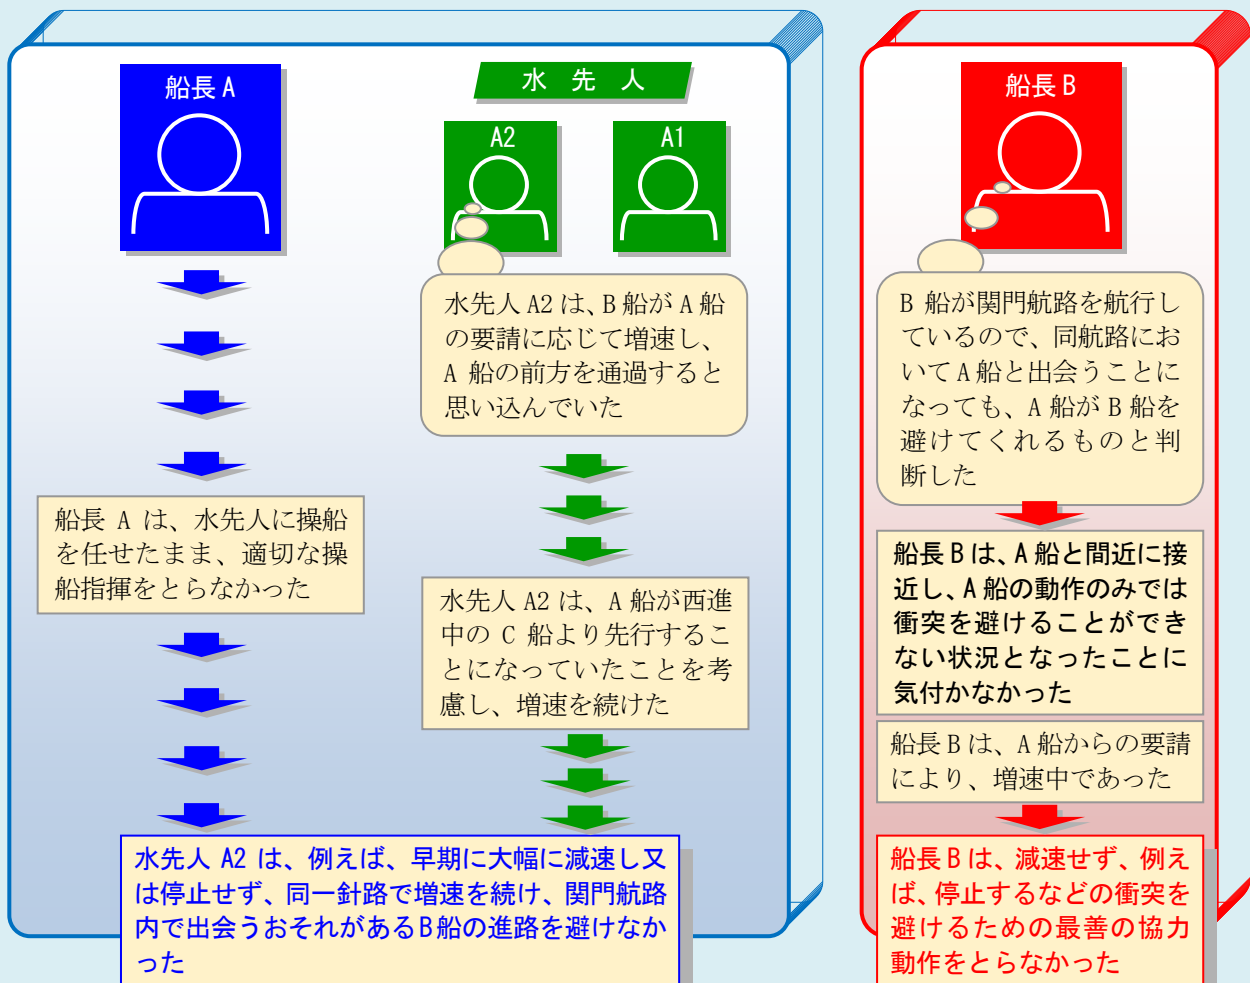 船長 A
水 先 人
A2
A1
水先人 A2 は、B 船が A 船
の要請に応じて増速し、
A 船の前方を通過すると
思い込んでいた
船長 A は、水先人に操船
を任せたまま、適切な操
船指揮をとらなかった
水先人 A2 は、A 船が西進
中の C 船より先行するこ
とになっていたことを考
慮し、増速を続けた
水先人 A2 は、例えば、早期に大幅に減速し又
は停止せず、同一針路で増速を続け、関門航路
内で出会うおそれがあるB船の進路を避けなか
った
船長 B
B 船が関門航路を航行し
ているので、同航路にお
いて A 船と出会うことに
なっても、A 船が B 船を
避けてくれるものと判
断した
船長 B は、A 船と間近に接
近し、A 船の動作のみでは
衝突を避けることができ
ない状況となったことに
気付かなかった
船長 B は、A 船からの要請
により、増速中であった
船長 B は、減速せず、例え
ば、停止するなどの衝突を
避けるための最善の協力
動作をとらなかった